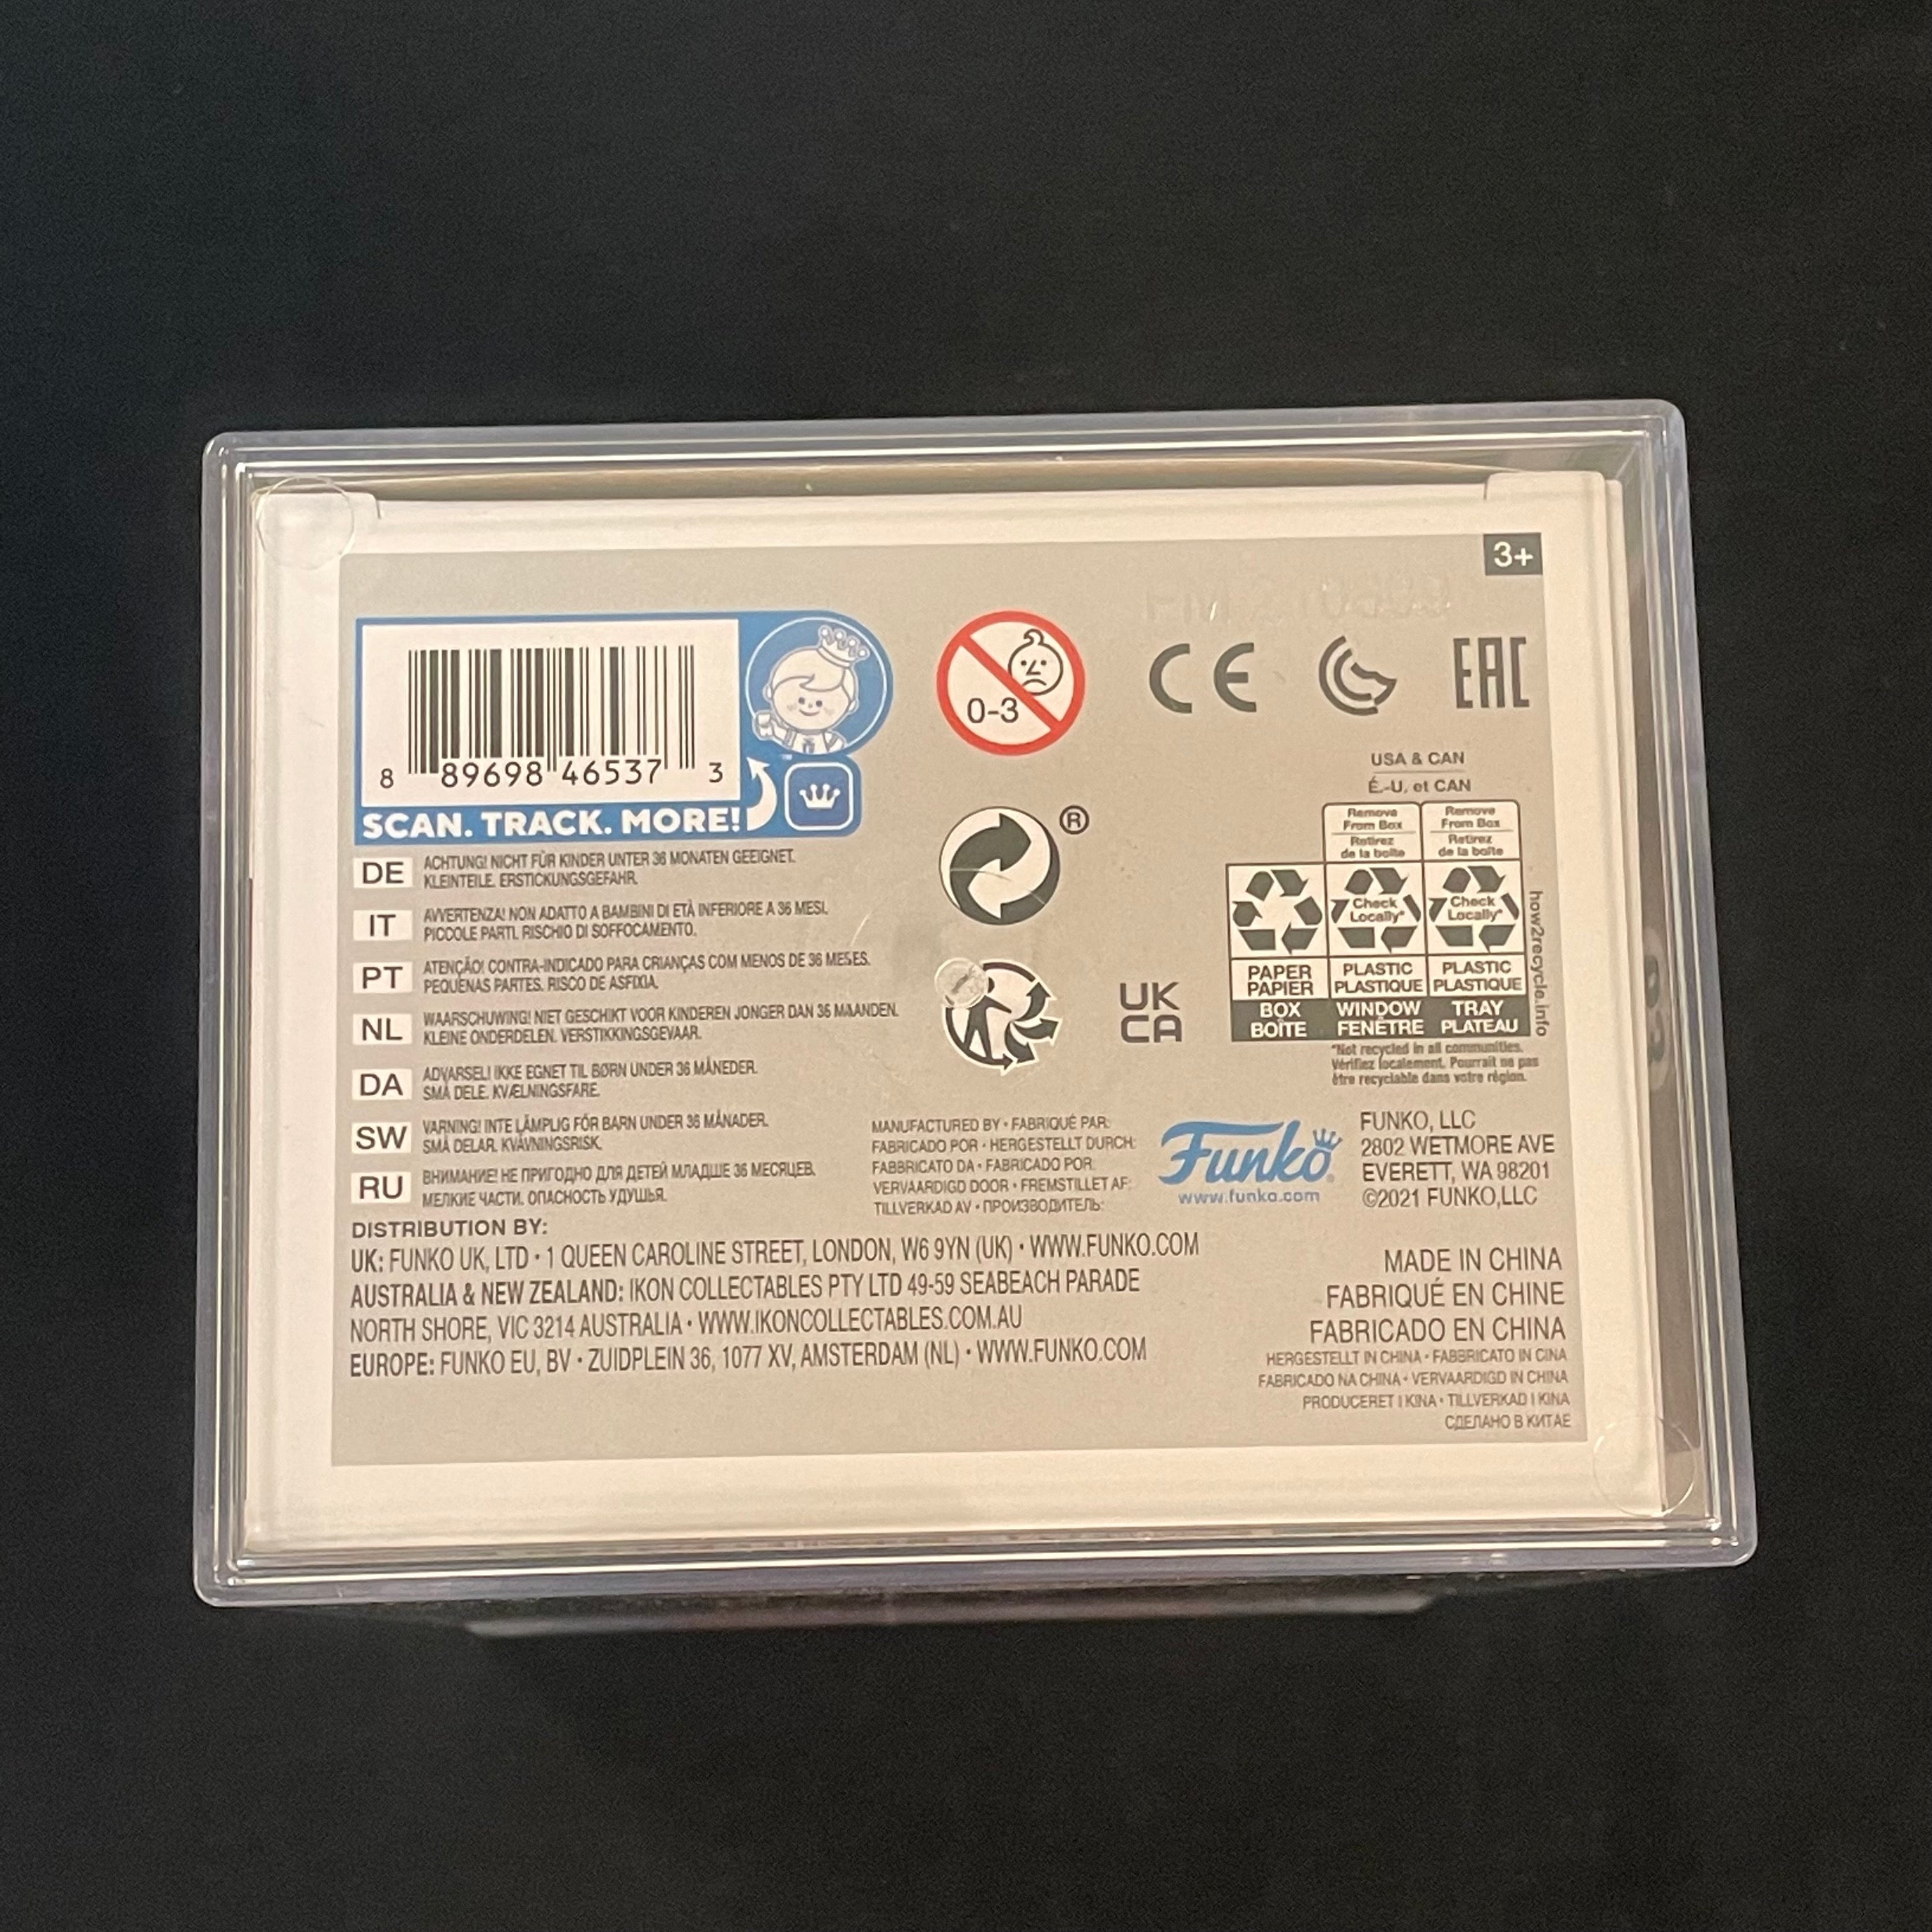 3+
8 89698 46537 3
SCAN. TRACK. MORE!
0-3
CE
EAC
USA & CAN
É.-U. et CAN
Remove
From Box
Retirez
de la boîte
Remove
From Box
Retirez
de la boîte
®
Check
Locally*
Check
Locally*
PAPER
PAPIER
PLASTIC
PLASTIQUE
PLASTIC
PLASTIQUE
BOX
BOÎTE
WINDOW
FENÊTRE
TRAY
PLATEAU
how2recycle.info
*Not recycled in all communities.
Vérifiez localement. Pourrait ne pas
être recyclable dans votre région.
UK
CA
DE ACHTUNG! NICHT FÜR KINDER UNTER 36 MONATEN GEEIGNET.
KLEINTEILE. ERSTICKUNGSGEFAHR.
IT AVVERTENZA! NON ADATTO A BAMBINI DI ETÀ INFERIORE A 36 MESI.
PICCOLE PARTI. RISCHIO DI SOFFOCAMENTO.
PT ATENÇÃO! CONTRA-INDICADO PARA CRIANÇAS COM MENOS DE 36 MESES.
PEQUENAS PARTES. RISCO DE ASFIXIA.
NL WAARSCHUWING! NIET GESCHIKT VOOR KINDEREN JONGER DAN 36 MAANDEN.
KLEINE ONDERDELEN. VERSTIKKINGSGEVAAR.
DA ADVARSEL! IKKE EGNET TIL BØRN UNDER 36 MÅNEDER.
SMÅ DELE. KVÆLNINGSFARE.
SW VARNING! INTE LÄMPLIG FÖR BARN UNDER 36 MÅNADER.
SMÅ DELAR. KVÄVNINGSRISK.
RU ВНИМАНИЕ! НЕ ПРИГОДНО ДЛЯ ДЕТЕЙ МЛАДШЕ 36 МЕСЯЦЕВ.
МЕЛКИЕ ЧАСТИ. ОПАСНОСТЬ УДУШЬЯ.
MANUFACTURED BY • FABRIQUÉ PAR:
FABRICADO POR • HERGESTELLT DURCH:
FABBRICATO DA • FABRICADO POR:
VERVAARDIGD DOOR • FREMSTILLET AF:
TILLVERKAD AV • ПРОИЗВОДИТЕЛЬ:
Funko
www.funko.com
FUNKO, LLC
2802 WETMORE AVE
EVERETT, WA 98201
©2021 FUNKO,LLC
DISTRIBUTION BY:
UK: FUNKO UK, LTD • 1 QUEEN CAROLINE STREET, LONDON, W6 9YN (UK) • WWW.FUNKO.COM
AUSTRALIA & NEW ZEALAND: IKON COLLECTABLES PTY LTD 49-59 SEABEACH PARADE
NORTH SHORE, VIC 3214 AUSTRALIA • WWW.IKONCOLLECTABLES.COM.AU
EUROPE: FUNKO EU, BV • ZUIDPLEIN 36, 1077 XV, AMSTERDAM (NL) • WWW.FUNKO.COM
MADE IN CHINA
FABRIQUÉ EN CHINE
FABRICADO EN CHINA
HERGESTELLT IN CHINA • FABBRICATO IN CINA
FABRICADO NA CHINA • VERVAARDIGD IN CHINA
PRODUCERET I KINA • TILLVERKAD I KINA
СДЕЛАНО В КИТАЕ